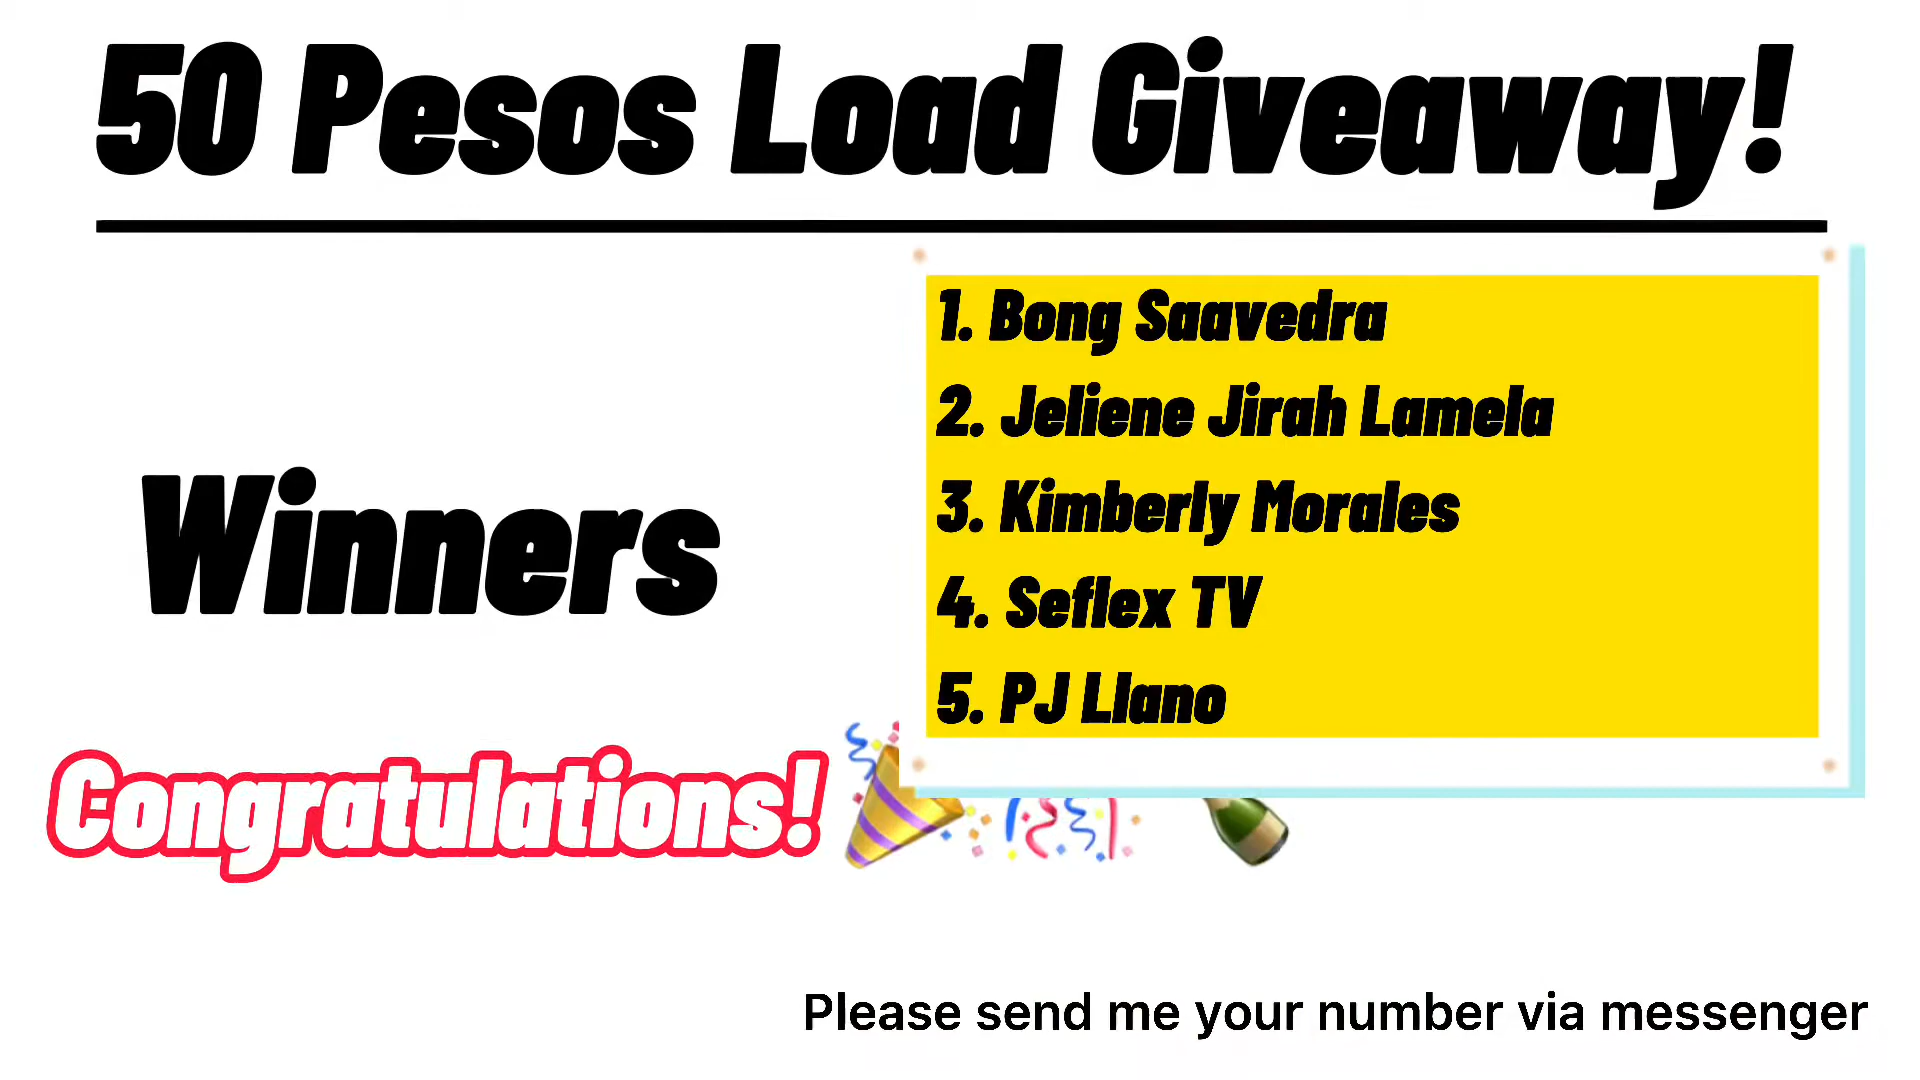 50 Pesos Load Giveaway!
Winners
1. Bong Saavedra
2. Jeliene Jirah Lamela
3. Kimberly Morales
4. Seflex TV
5. PJ Llano
Congratulations!
Please send me your number via messenger